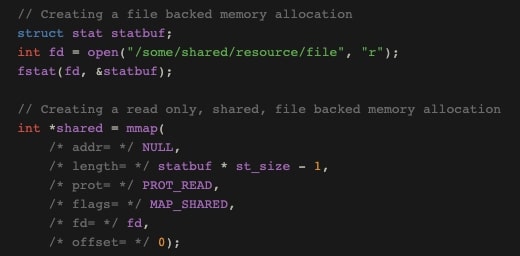 // Creating a file backed memory allocation
struct stat statbuf;
int fd = open("/some/shared/resource/file", "r");
fstat(fd, &statbuf);

// Creating a read only, shared, file backed memory allocation
int *shared = mmap(
    /* addr= */ NULL,
    /* length= */ statbuf * st_size - 1,
    /* prot= */ PROT_READ,
    /* flags= */ MAP_SHARED,
    /* fd= */ fd,
    /* offset= */ 0);